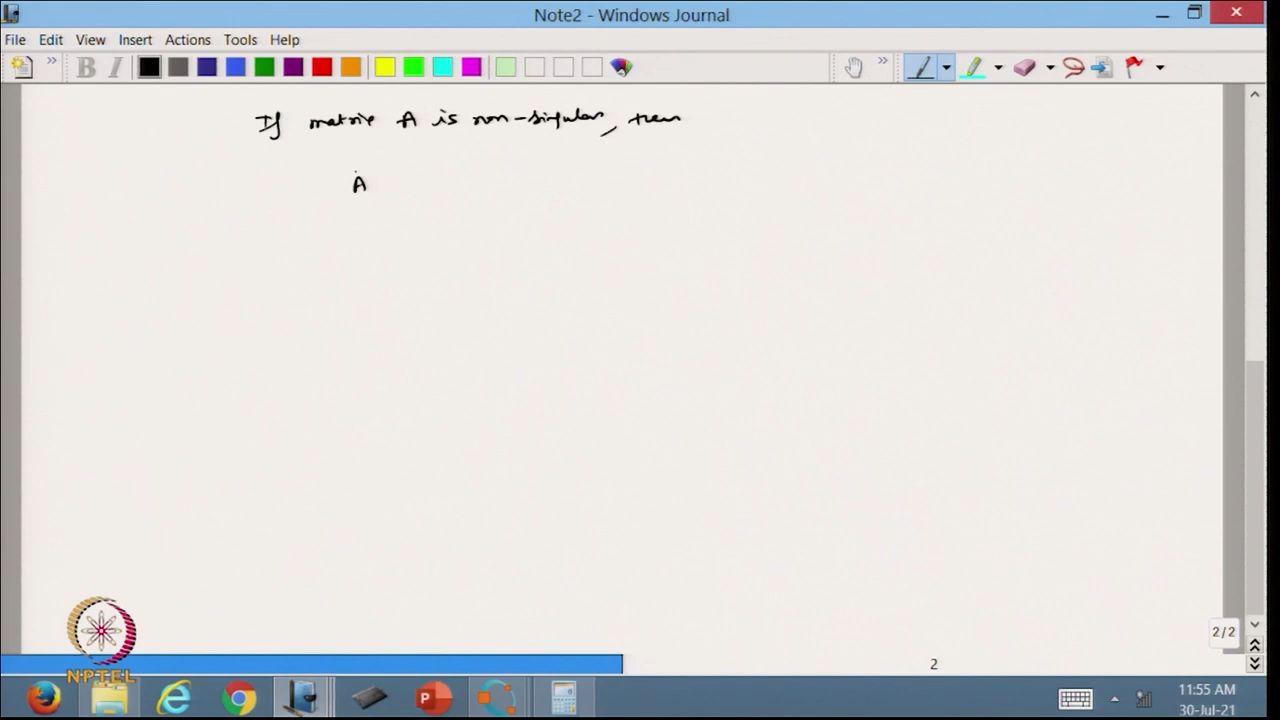 Note2 - Windows Journal
File Edit View Insert Actions Tools Help
B I
If matrix A is non-singular, then
A
2/2
2
NPTEL
11:55 AM
30-Jul-21